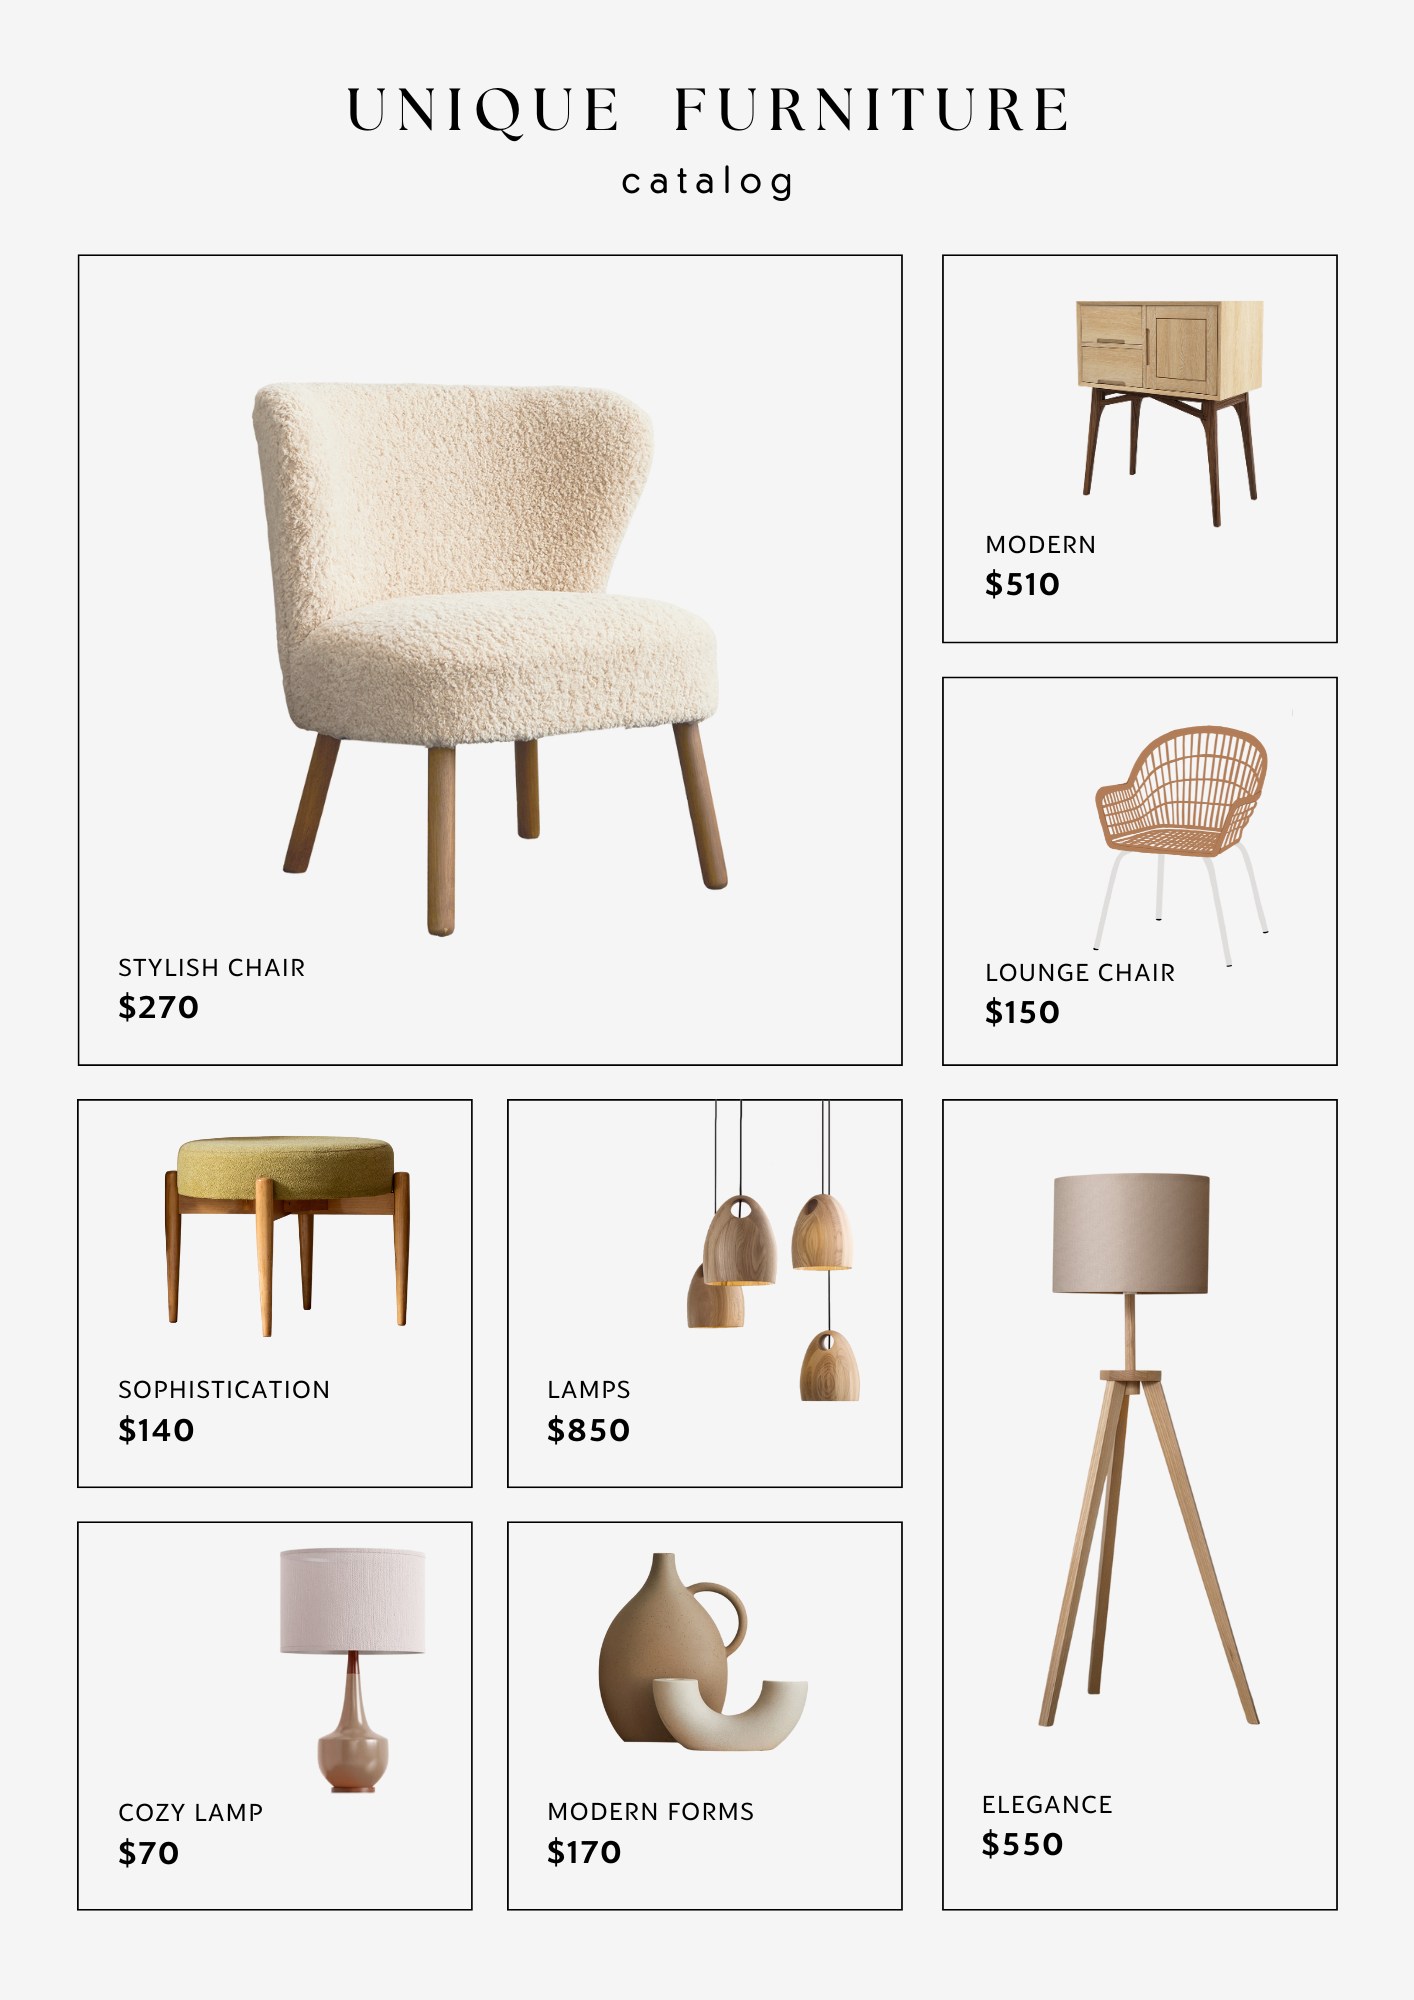 UNIQUE FURNITURE
catalog
STYLISH CHAIR
$270
MODERN
$510
LOUNGE CHAIR
$150
SOPHISTICATION
$140
LAMPS
$850
ELEGANCE
$550
COZY LAMP
$70
MODERN FORMS
$170